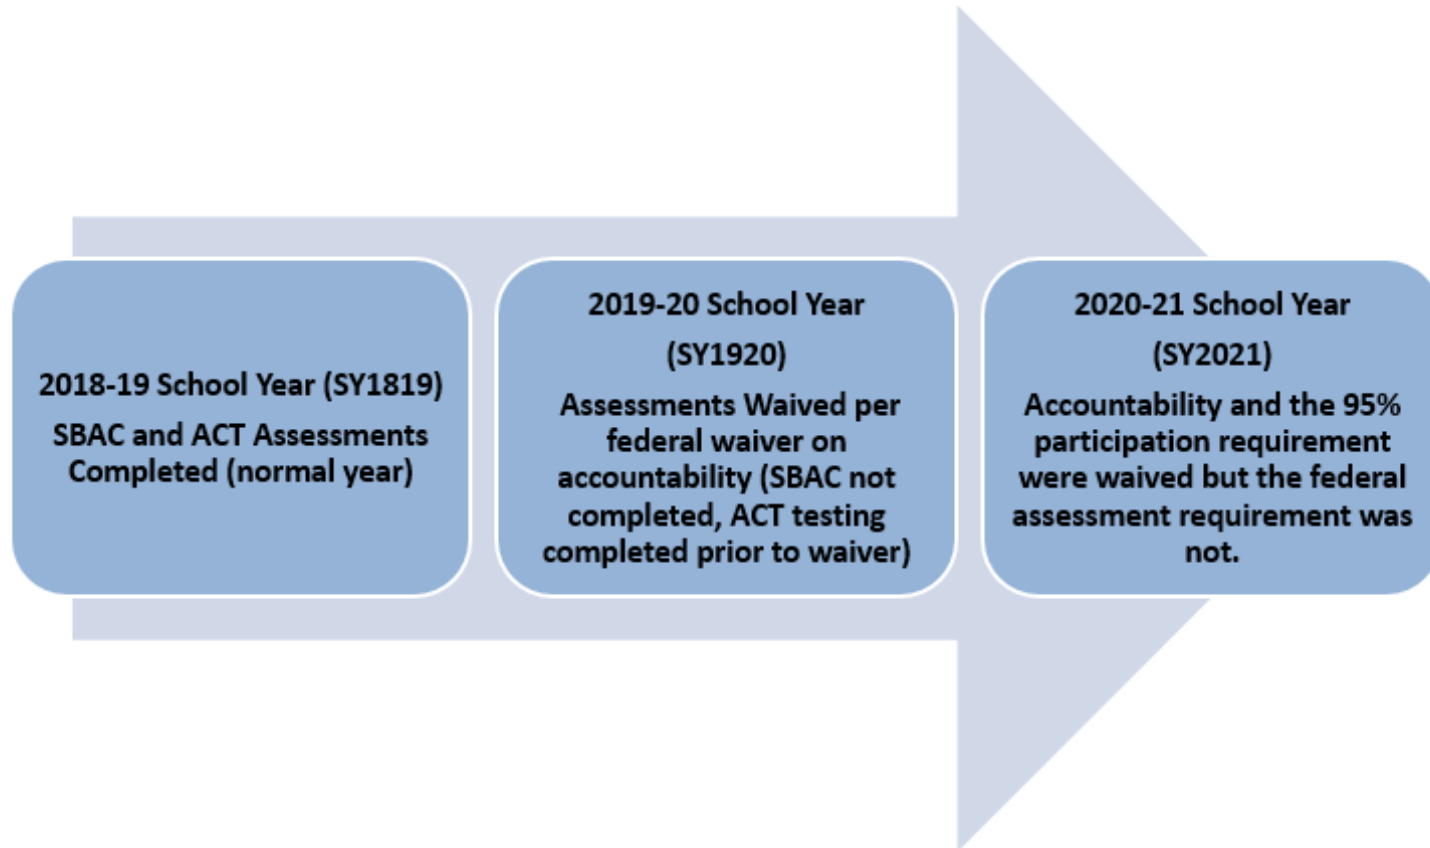 2018-19 School Year (SY1819)
SBAC and ACT Assessments
Completed (normal year)
2019-20 School Year
(SY1920)
Assessments Waived per
federal waiver on
accountability (SBAC not
completed, ACT testing
completed prior to waiver)
2020-21 School Year
(SY2021)
Accountability and the 95%
participation requirement
were waived but the federal
assessment requirement was
not.